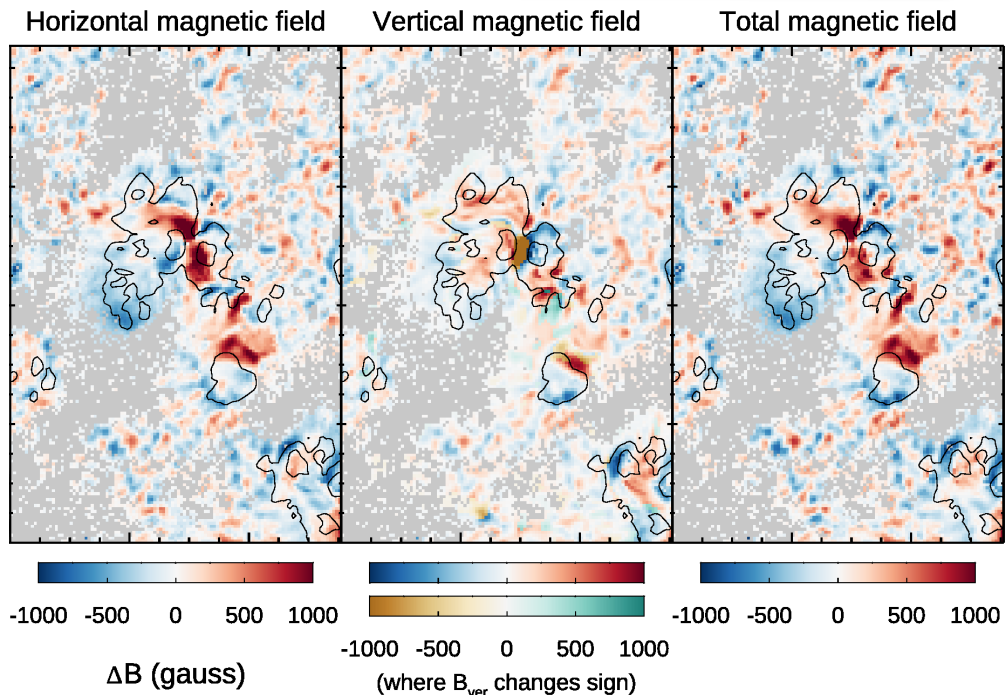 Horizontal magnetic field Vertical magnetic field Total magnetic field
-1000 -500 0 500 1000
-1000 -500 0 500 1000
-1000 -500 0 500 1000
ΔB (gauss)
(where B_ver changes sign)